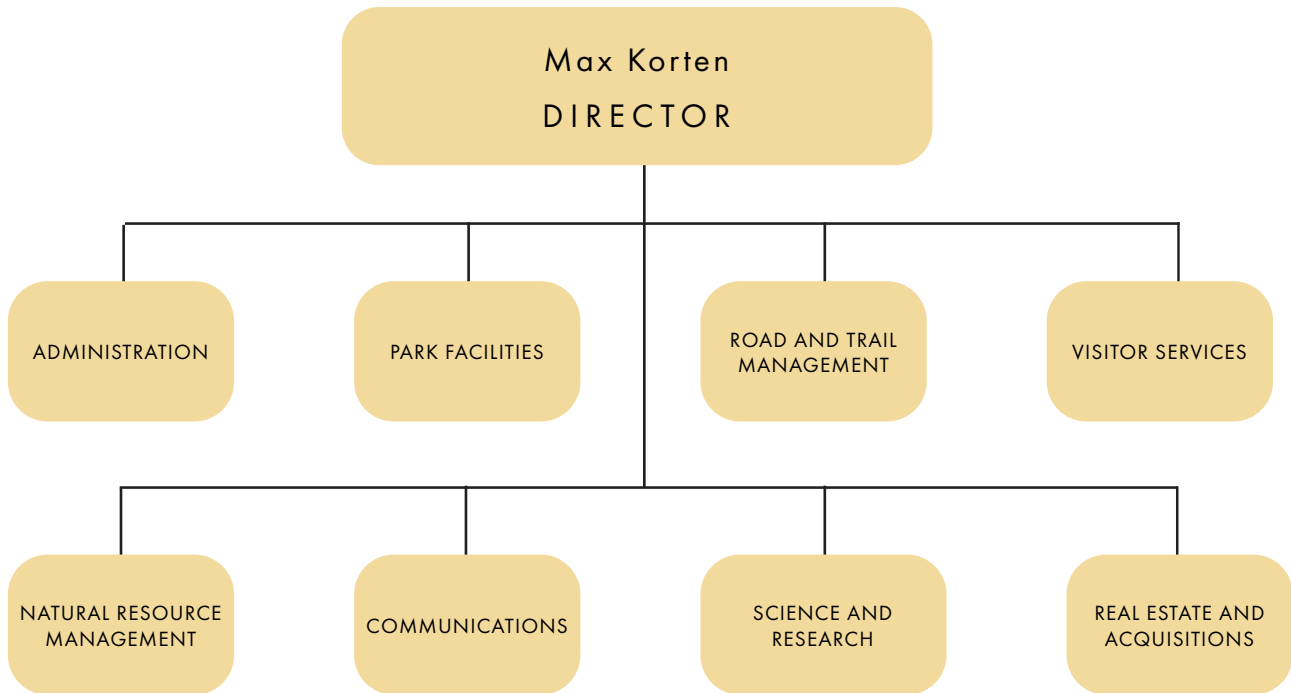 Max Korten
DIRECTOR
ADMINISTRATION
PARK FACILITIES
ROAD AND TRAIL
MANAGEMENT
VISITOR SERVICES
NATURAL RESOURCE
MANAGEMENT
COMMUNICATIONS
SCIENCE AND
RESEARCH
REAL ESTATE AND
ACQUISITIONS